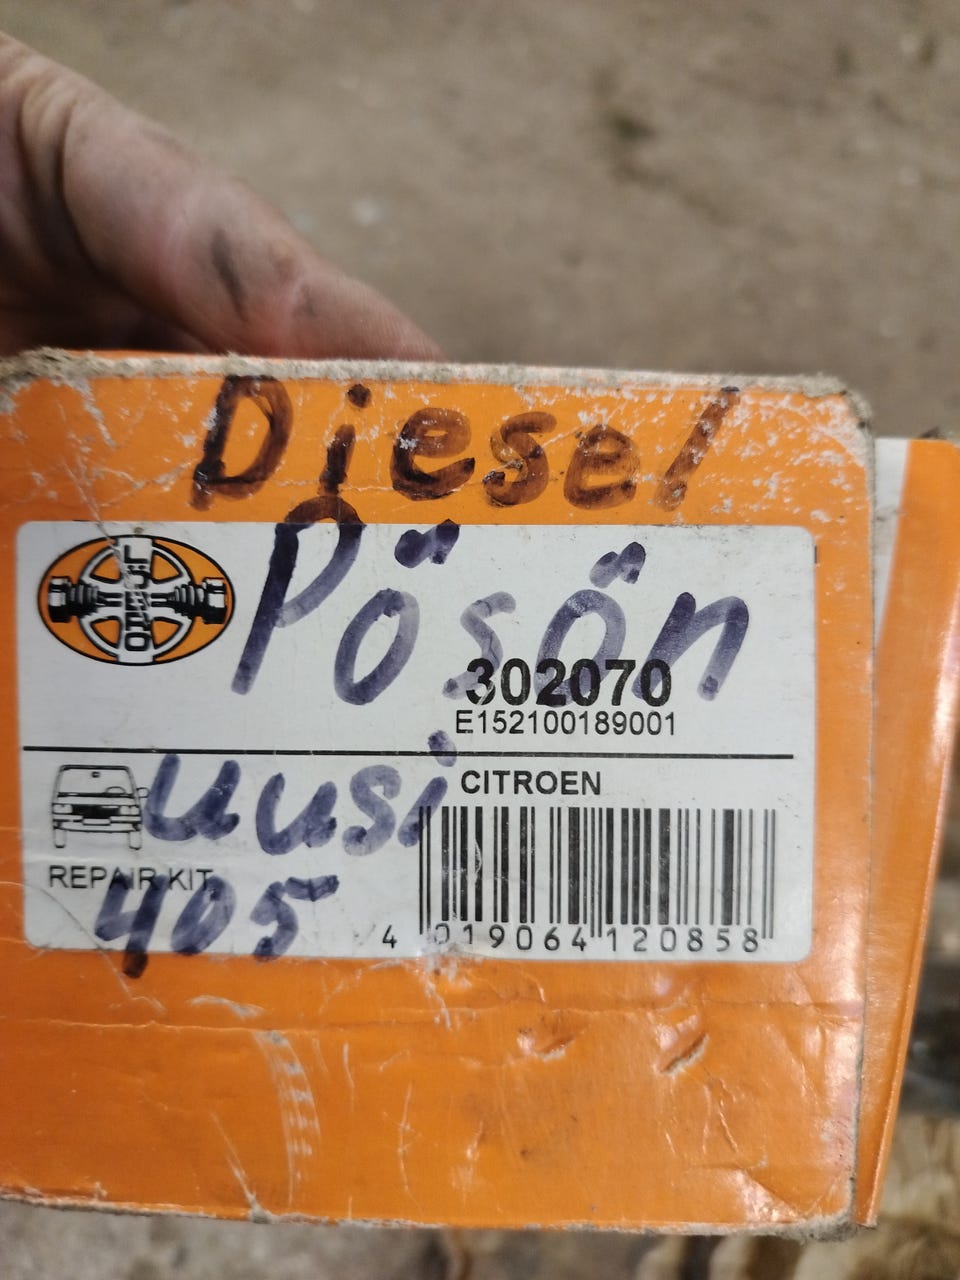 Diesel
Pösön
302070
E152100189001
uusi
CITROEN
REPAIR KIT
405
4 019064 120858